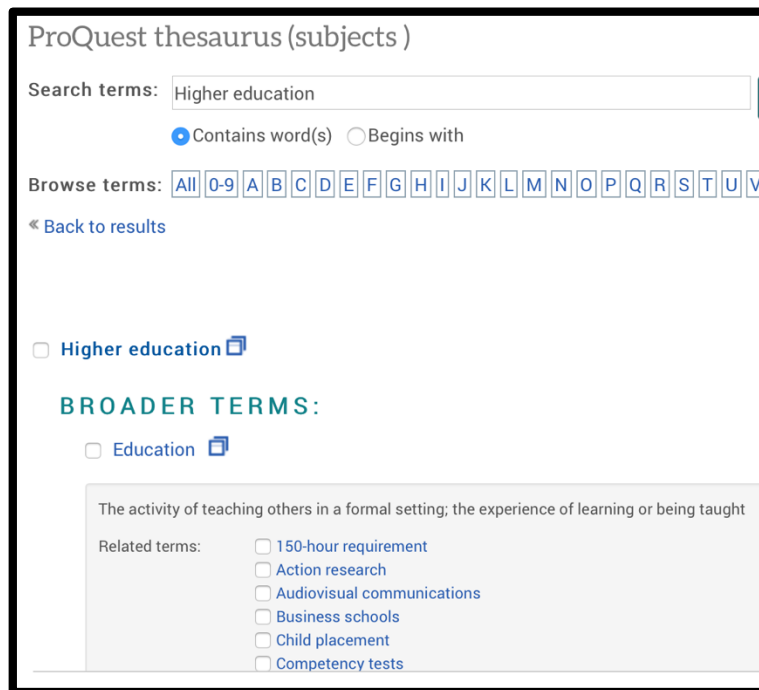 ProQuest thesaurus (subjects )
Search terms: Higher education
Contains word(s) Begins with
Browse terms: All 0-9 A B C D E F G H I J K L M N O P Q R S T U V
« Back to results
Higher education
BROADER TERMS:
Education
The activity of teaching others in a formal setting; the experience of learning or being taught
Related terms: 150-hour requirement
Action research
Audiovisual communications
Business schools
Child placement
Competency tests